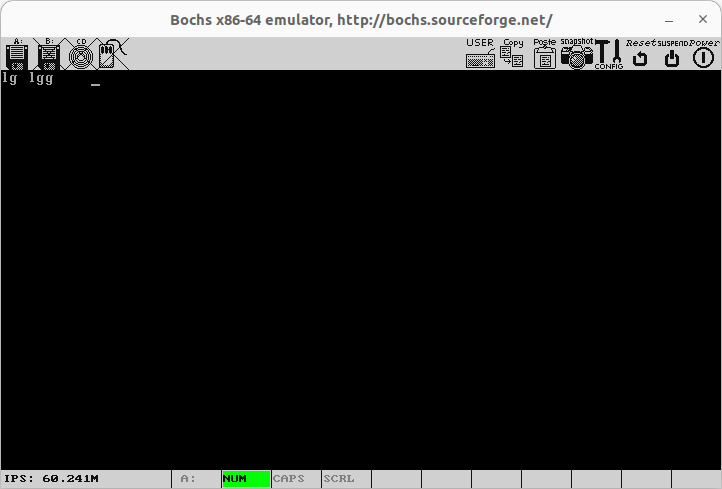 Bochs x86-64 emulator, http://bochs.sourceforge.net/
A: B: CD USER Copy Poste snapshot CONFIG Reset SUSPEND Power
lg lgg _
IPS: 60.241M A: NUM CAPS SCRL